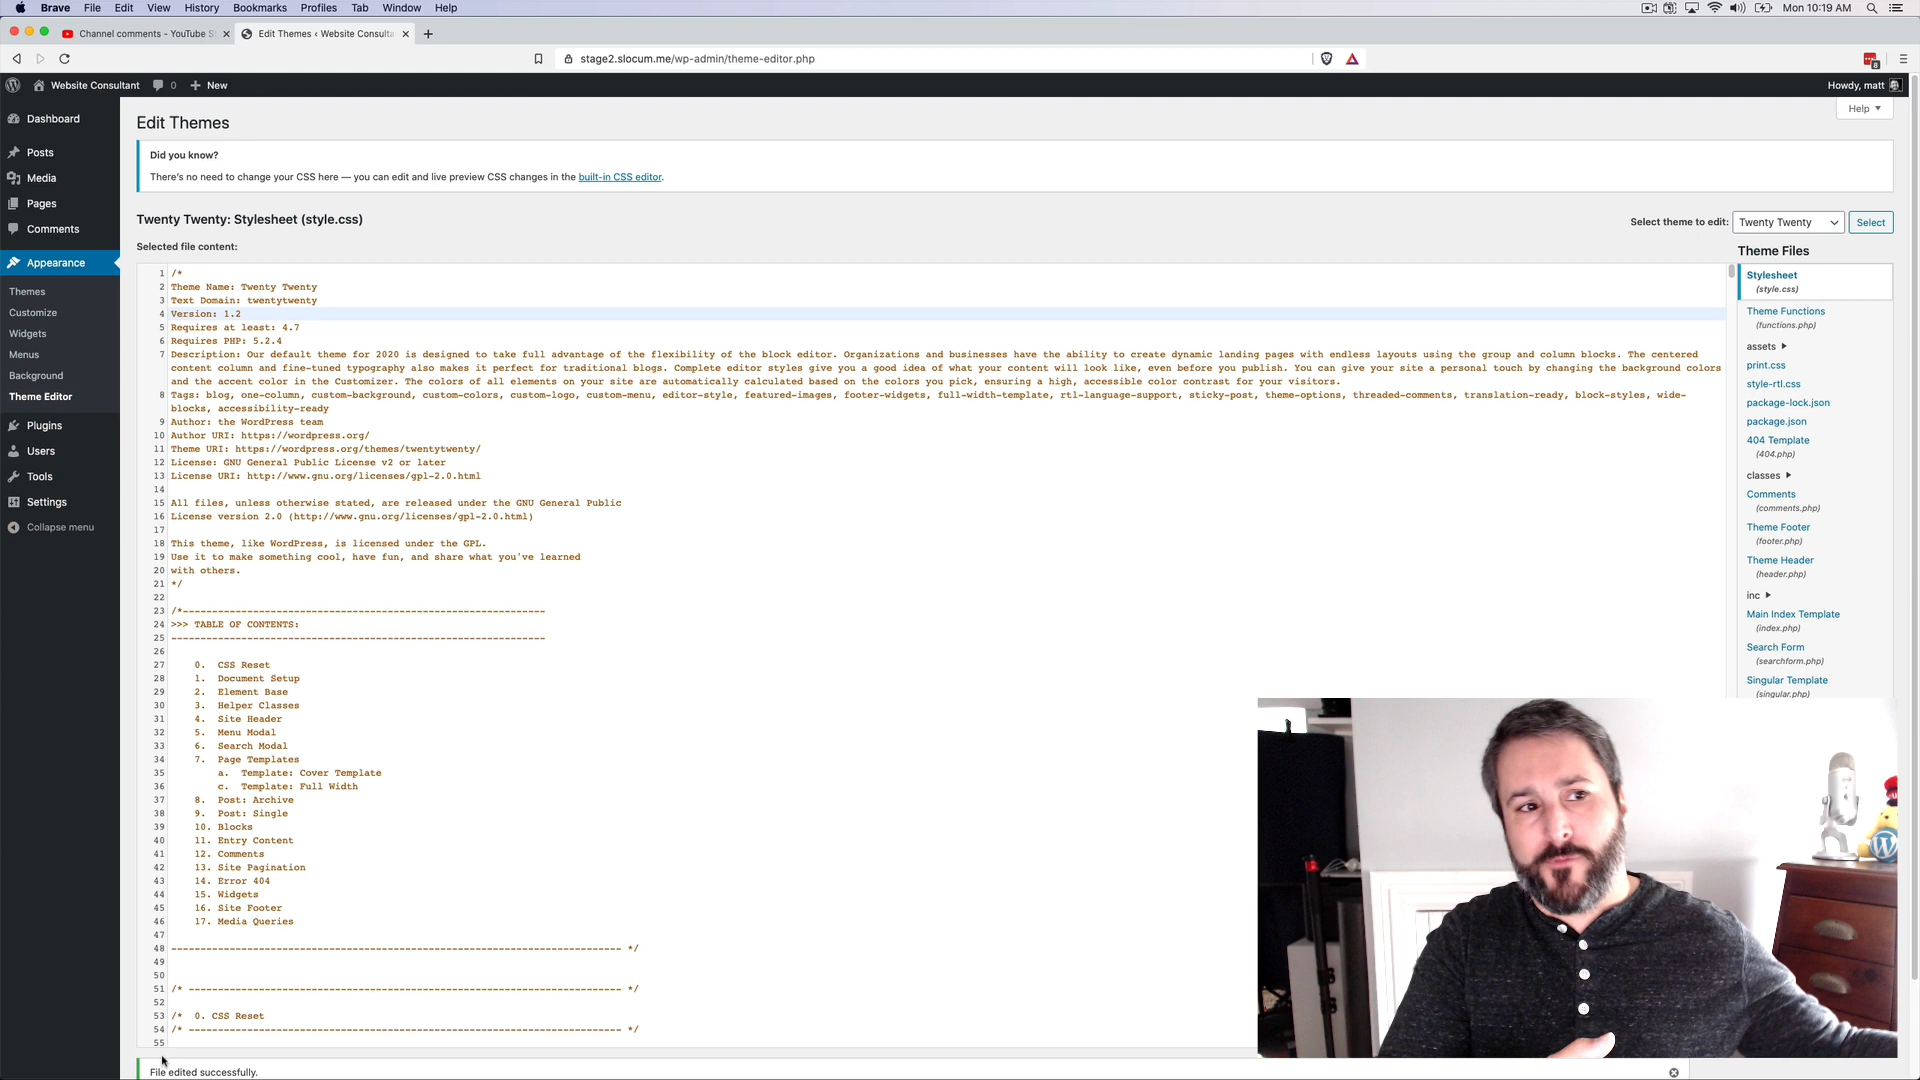 Brave File Edit View History Bookmarks Profiles Tab Window Help
Mon 10:19 AM
Channel comments - YouTube S
Edit Themes ‹ Website Consulta
stage2.slocum.me/wp-admin/theme-editor.php
8
Website Consultant 0 New
Howdy, matt
Dashboard
Posts
Media
Pages
Comments
Appearance
Themes
Customize
Widgets
Menus
Background
Theme Editor
Plugins
Users
Tools
Settings
Collapse menu
Help
Edit Themes
Did you know?
There's no need to change your CSS here — you can edit and live preview CSS changes in the built-in CSS editor.
Twenty Twenty: Stylesheet (style.css)
Select theme to edit: Twenty Twenty Select
Selected file content:
1 /*
2 Theme Name: Twenty Twenty
3 Text Domain: twentytwenty
4 Version: 1.2
5 Requires at least: 4.7
6 Requires PHP: 5.2.4
7 Description: Our default theme for 2020 is designed to take full advantage of the flexibility of the block editor. Organizations and businesses have the ability to create dynamic landing pages with endless layouts using the group and column blocks. The centered
content column and fine-tuned typography also makes it perfect for traditional blogs. Complete editor styles give you a good idea of what your content will look like, even before you publish. You can give your site a personal touch by changing the background colors
and the accent color in the Customizer. The colors of all elements on your site are automatically calculated based on the colors you pick, ensuring a high, accessible color contrast for your visitors.
8 Tags: blog, one-column, custom-background, custom-colors, custom-logo, custom-menu, editor-style, featured-images, footer-widgets, full-width-template, rtl-language-support, sticky-post, theme-options, threaded-comments, translation-ready, block-styles, wide-
blocks, accessibility-ready
9 Author: the WordPress team
10 Author URI: https://wordpress.org/
11 Theme URI: https://wordpress.org/themes/twentytwenty/
12 License: GNU General Public License v2 or later
13 License URI: http://www.gnu.org/licenses/gpl-2.0.html
14
15 All files, unless otherwise stated, are released under the GNU General Public
16 License version 2.0 (http://www.gnu.org/licenses/gpl-2.0.html)
17
18 This theme, like WordPress, is licensed under the GPL.
19 Use it to make something cool, have fun, and share what you've learned
20 with others.
21 */
22
23 /*----------------------------------------------------------------
24 >>> TABLE OF CONTENTS:
25 ----------------------------------------------------------------
26
27 0. CSS Reset
28 1. Document Setup
29 2. Element Base
30 3. Helper Classes
31 4. Site Header
32 5. Menu Modal
33 6. Search Modal
34 7. Page Templates
35 a. Template: Cover Template
36 c. Template: Full Width
37 8. Post: Archive
38 9. Post: Single
39 10. Blocks
40 11. Entry Content
41 12. Comments
42 13. Site Pagination
43 14. Error 404
44 15. Widgets
45 16. Site Footer
46 17. Media Queries
47
48 ----------------------------------------------------------------------------- */
49
50
51 /* -------------------------------------------------------------------------- */
52
53 /* 0. CSS Reset
54 /* -------------------------------------------------------------------------- */
55
File edited successfully.
Theme Files
Stylesheet
(style.css)
Theme Functions
(functions.php)
assets
print.css
style-rtl.css
package-lock.json
package.json
404 Template
(404.php)
classes
Comments
(comments.php)
Theme Footer
(footer.php)
Theme Header
(header.php)
inc
Main Index Template
(index.php)
Search Form
(searchform.php)
Singular Template
(singular.php)